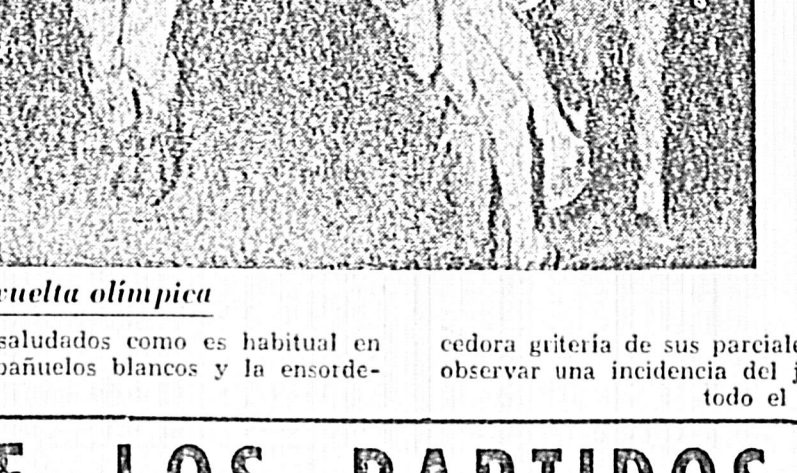 vuelta olímpica
saludados como es habitual en
pañuelos blancos y la ensorde-
cedora gritería de sus parciale
observar una incidencia del j
todo el
E LOS PARTIDOS